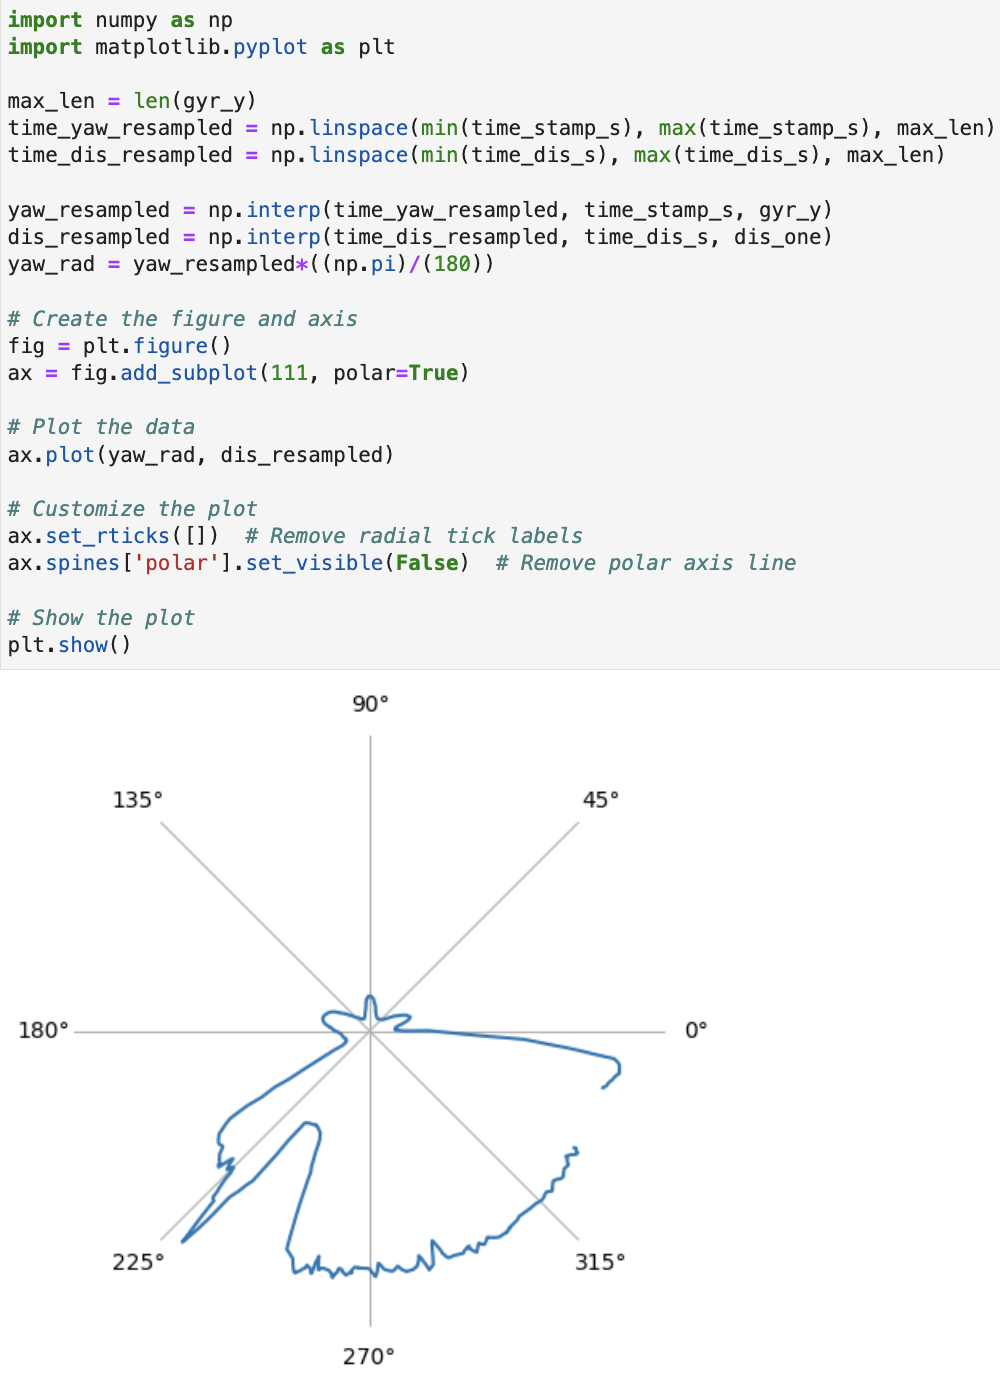 import numpy as np
import matplotlib.pyplot as plt
max_len = len(gyr_y)
time_yaw_resampled = np.linspace(min(time_stamp_s), max(time_stamp_s), max_len)
time_dis_resampled = np.linspace(min(time_dis_s), max(time_dis_s), max_len)
yaw_resampled = np.interp(time_yaw_resampled, time_stamp_s, gyr_y)
dis_resampled = np.interp(time_dis_resampled, time_dis_s, dis_one)
yaw_rad = yaw_resampled*((np.pi)/(180))
# Create the figure and axis
fig = plt.figure()
ax = fig.add_subplot(111, polar=True)
# Plot the data
ax.plot(yaw_rad, dis_resampled)
# Customize the plot
ax.set_rticks([])  # Remove radial tick labels
ax.spines['polar'].set_visible(False)  # Remove polar axis line
# Show the plot
plt.show()
90°
135°
45°
180°
0°
225°
315°
270°